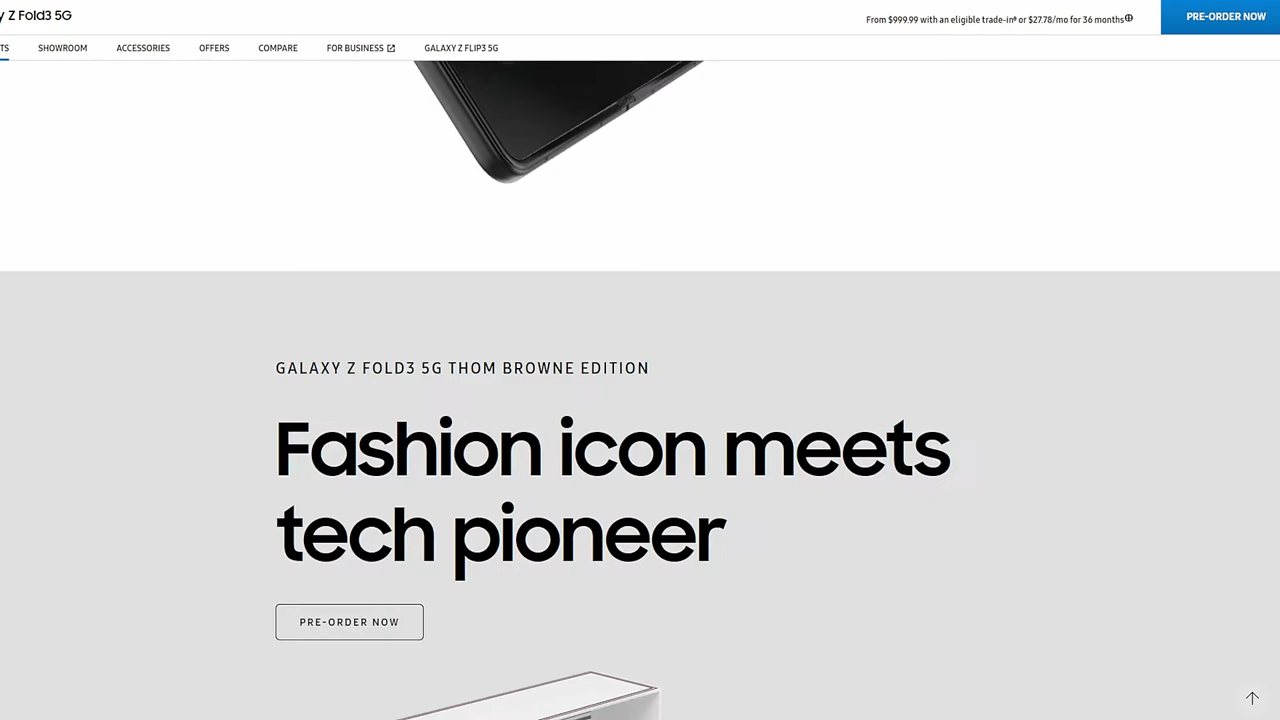 y Z Fold3 5G
From $999.99 with an eligible trade-in⁸ or $27.78/mo for 36 months
PRE-ORDER NOW
TS SHOWROOM ACCESSORIES OFFERS COMPARE FOR BUSINESS GALAXY Z FLIP3 5G
GALAXY Z FOLD3 5G THOM BROWNE EDITION
Fashion icon meets
tech pioneer
PRE-ORDER NOW